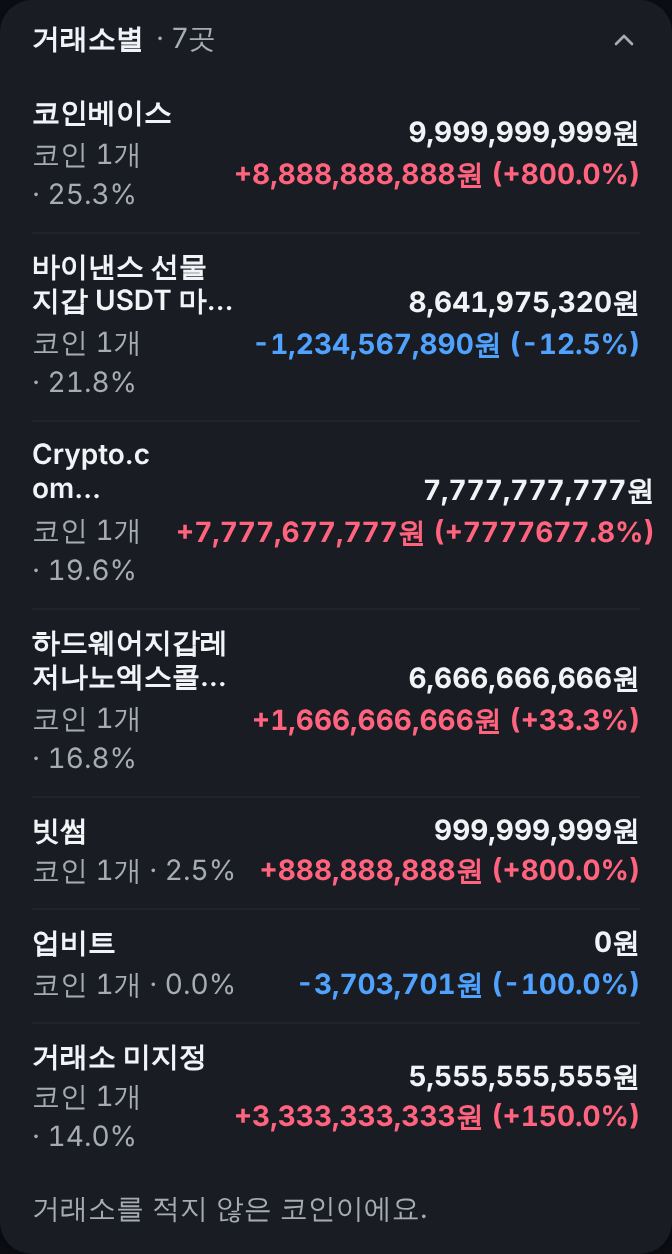 거래소별 · 7곳
코인베이스
9,999,999,999원
코인 1개
+8,888,888,888원 (+800.0%)
· 25.3%
바이낸스 선물
지갑 USDT 마...
8,641,975,320원
코인 1개
-1,234,567,890원 (-12.5%)
· 21.8%
Crypto.c
om...
7,777,777,777원
코인 1개
+7,777,677,777원 (+7777677.8%)
· 19.6%
하드웨어지갑레
저나노엑스콜...
6,666,666,666원
코인 1개
+1,666,666,666원 (+33.3%)
· 16.8%
빗썸
999,999,999원
코인 1개 · 2.5%
+888,888,888원 (+800.0%)
업비트
0원
코인 1개 · 0.0%
-3,703,701원 (-100.0%)
거래소 미지정
5,555,555,555원
코인 1개
+3,333,333,333원 (+150.0%)
· 14.0%
거래소를 적지 않은 코인이에요.